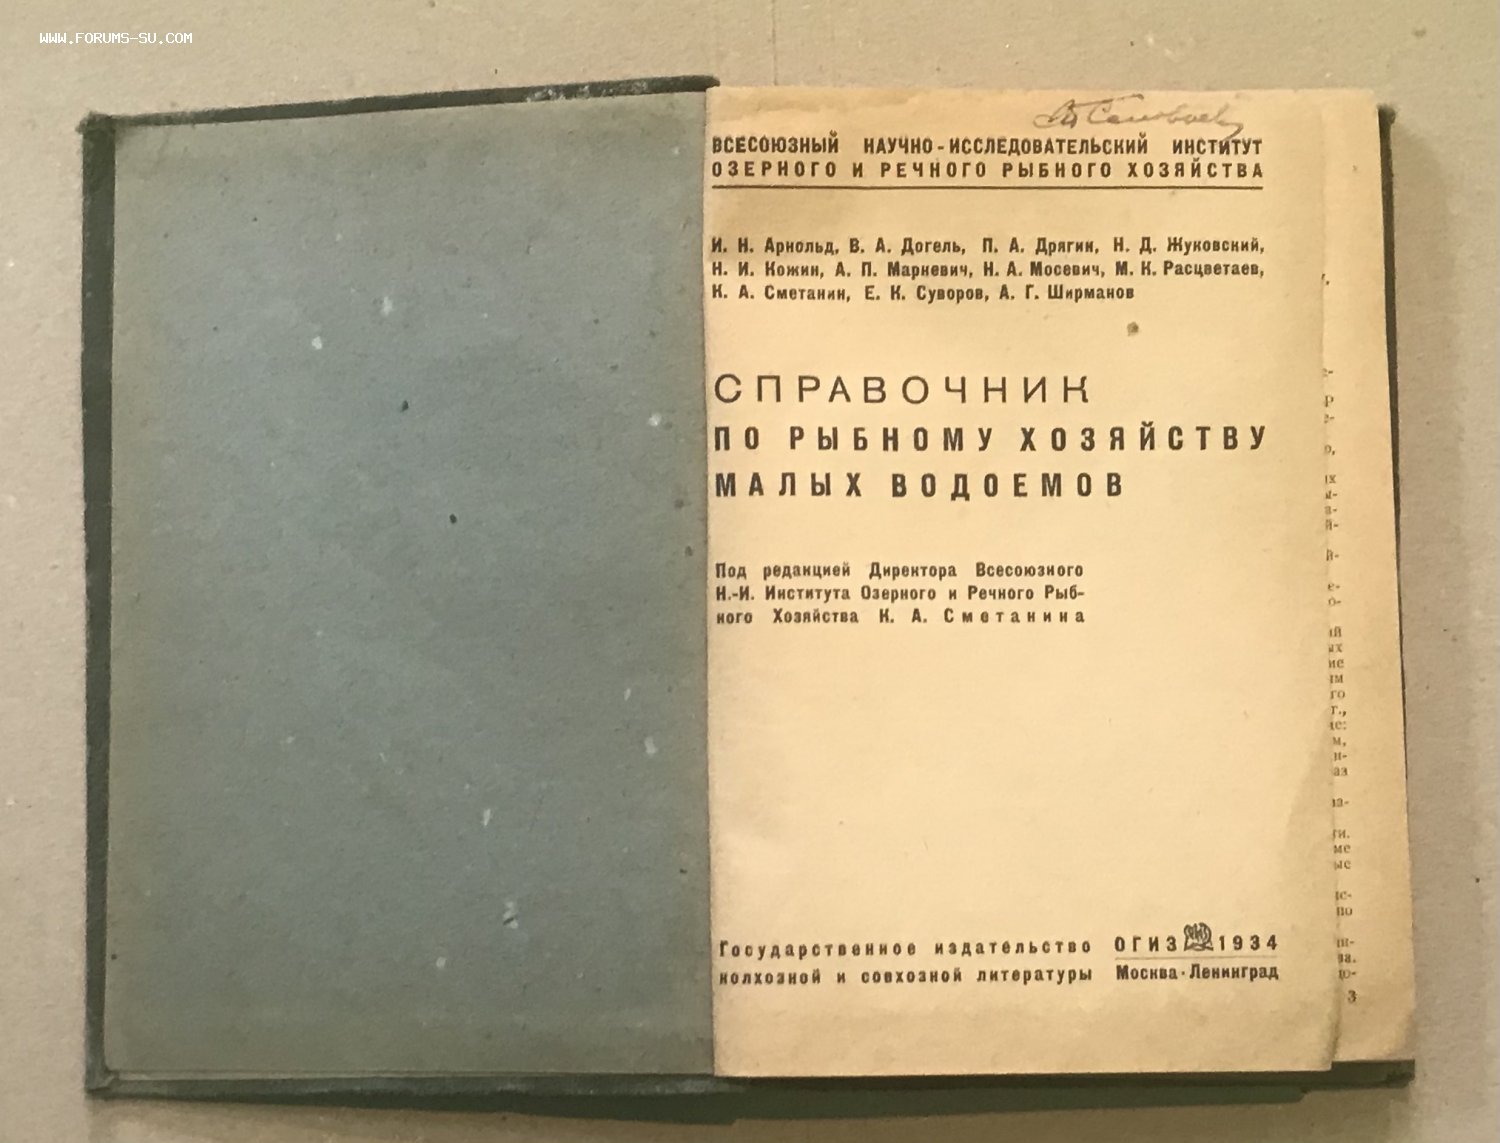 WWW.FORUMS-SU.COM
ВСЕСОЮЗНЫЙ НАУЧНО-ИССЛЕДОВАТЕЛЬСКИЙ ИНСТИТУТ
ОЗЕРНОГО И РЕЧНОГО РЫБНОГО ХОЗЯЙСТВА
И. Н. Арнольд, В. А. Догель, П. А. Дрягин, Н. Д. Жуковский,
Н. И. Кожин, А. П. Маркевич, Н. А. Мосевич, М. К. Расцветаев,
К. А. Сметанин, Е. К. Суворов, А. Г. Ширманов
СПРАВОЧНИК
ПО РЫБНОМУ ХОЗЯЙСТВУ
МАЛЫХ ВОДОЕМОВ
Под редакцией Директора Всесоюзного
Н.-И. Института Озерного и Речного Рыб-
ного Хозяйства К. А. Сметанина
Государственное издательство
колхозной и совхозной литературы
ОГИЗ 1934
Москва · Ленинград
3